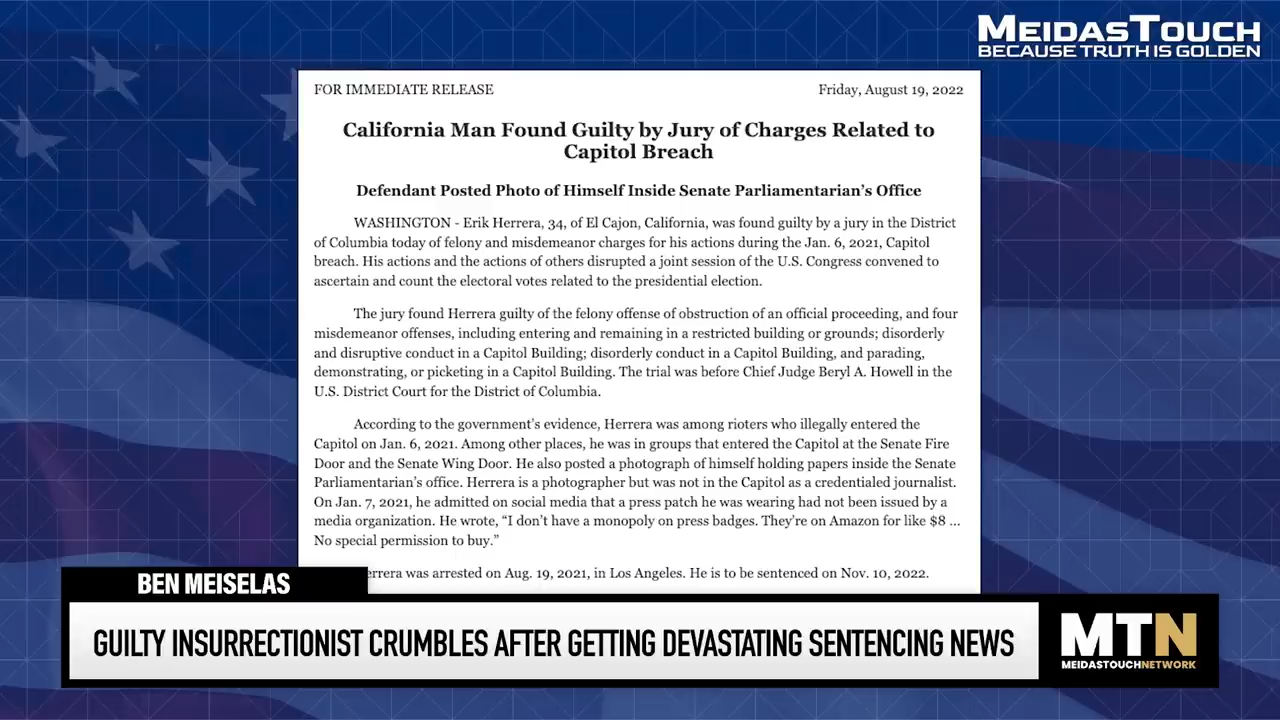 MEIDASTOUCH
BECAUSE TRUTH IS GOLDEN
FOR IMMEDIATE RELEASE Friday, August 19, 2022
California Man Found Guilty by Jury of Charges Related to
Capitol Breach
Defendant Posted Photo of Himself Inside Senate Parliamentarian’s Office
WASHINGTON - Erik Herrera, 34, of El Cajon, California, was found guilty by a jury in the District
of Columbia today of felony and misdemeanor charges for his actions during the Jan. 6, 2021, Capitol
breach. His actions and the actions of others disrupted a joint session of the U.S. Congress convened to
ascertain and count the electoral votes related to the presidential election.
The jury found Herrera guilty of the felony offense of obstruction of an official proceeding, and four
misdemeanor offenses, including entering and remaining in a restricted building or grounds; disorderly
and disruptive conduct in a Capitol Building; disorderly conduct in a Capitol Building, and parading,
demonstrating, or picketing in a Capitol Building. The trial was before Chief Judge Beryl A. Howell in the
U.S. District Court for the District of Columbia.
According to the government’s evidence, Herrera was among rioters who illegally entered the
Capitol on Jan. 6, 2021. Among other places, he was in groups that entered the Capitol at the Senate Fire
Door and the Senate Wing Door. He also posted a photograph of himself holding papers inside the Senate
Parliamentarian’s office. Herrera is a photographer but was not in the Capitol as a credentialed journalist.
On Jan. 7, 2021, he admitted on social media that a press patch he was wearing had not been issued by a
media organization. He wrote, “I don’t have a monopoly on press badges. They’re on Amazon for like $8 ...
No special permission to buy.”
errera was arrested on Aug. 19, 2021, in Los Angeles. He is to be sentenced on Nov. 10, 2022.
BEN MEISELAS
GUILTY INSURRECTIONIST CRUMBLES AFTER GETTING DEVASTATING SENTENCING NEWS
MTN
MEIDASTOUCHNETWORK